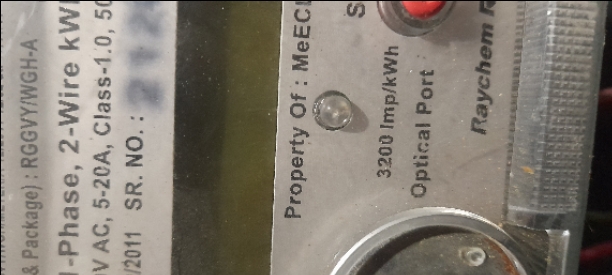 & Package) : RGGVY/WGH-A
1-Phase, 2-Wire
V AC, 5-20A, Class-1.0, 50
/2011 SR. NO. :
Property Of : MeECL
3200 Imp/kWh
Optical Port
Raychem